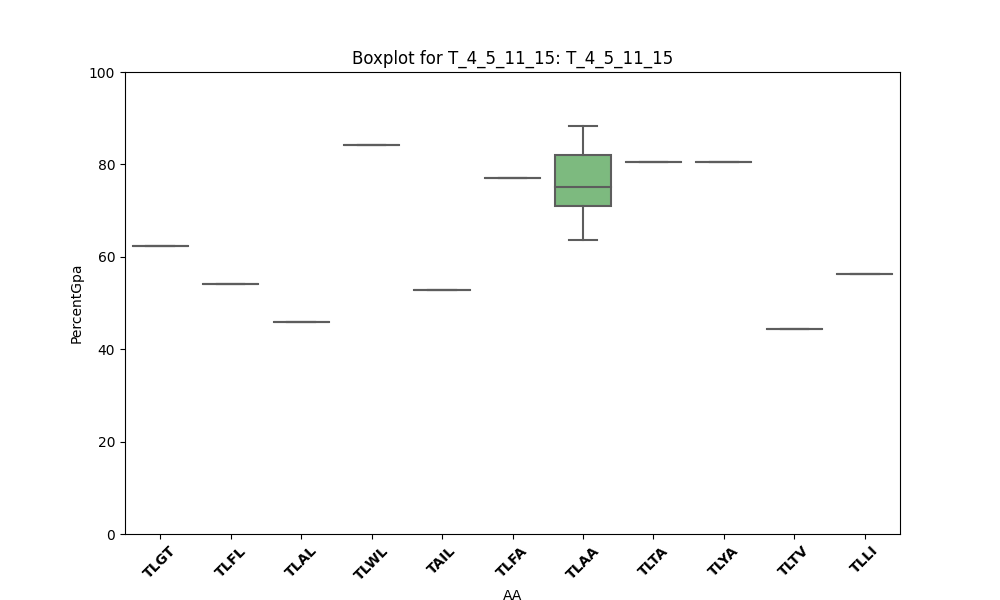 Boxplot for T_4_5_11_15: T_4_5_11_15
100
80
60
40
20
0
PercentGpa
TLGT
TLFL
TLAL
TLWL
TAIL
TLFA
TLAA
TLTA
TLYA
TLTV
TLLI
AA